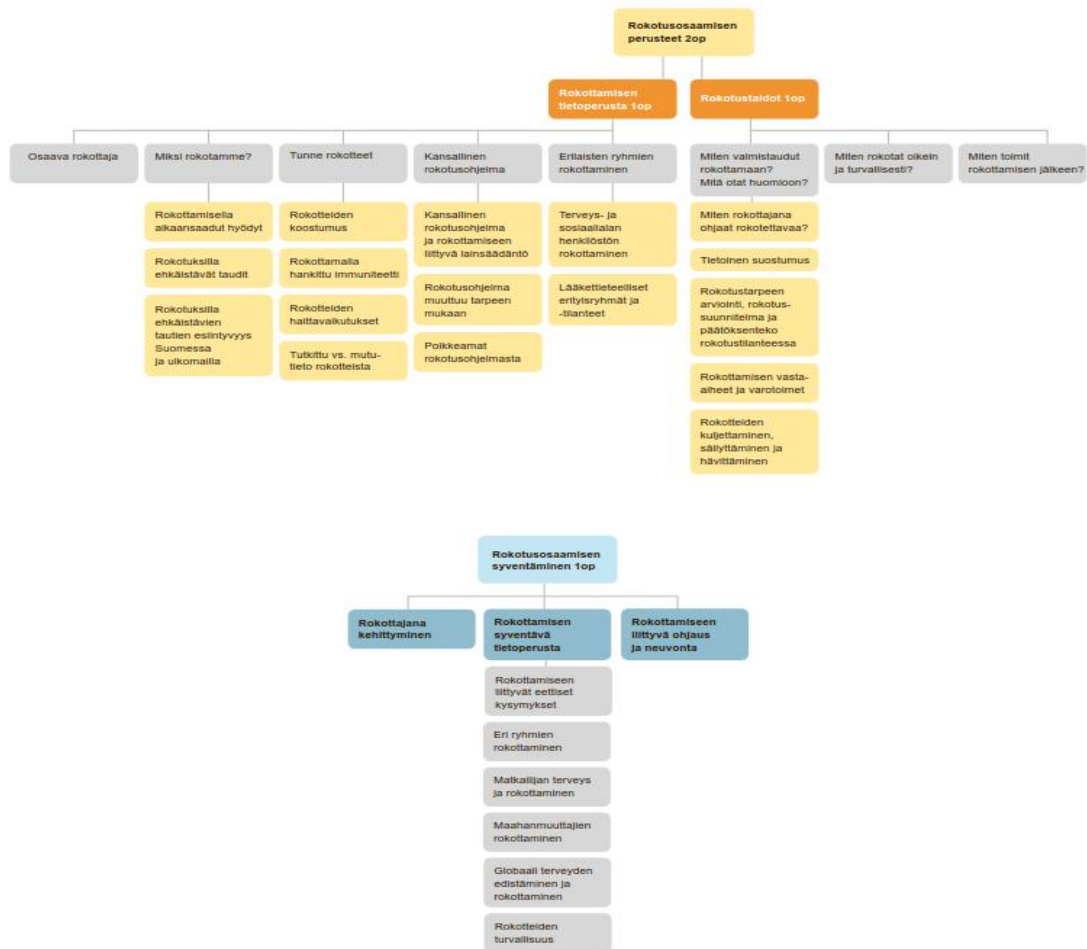 Rokotusosaamisen
perusteet 2op
Rokottamisen
tietoperusta 1op
Rokotustaidot 1op
Osaava rokottaja
Miksi rokotamme?
Tunne rokotteet
Kansallinen
rokotusohjelma
Erilaisten ryhmien
rokottaminen
Miten valmistaudut
rokottamaan?
Mitä otat huomioon?
Miten rokotat oikein
ja turvallisesti?
Miten toimit
rokottamisen jälkeen?
Rokottamisella
aikaansaadut hyödyt
Rokotuksilla
ehkäistävät taudit
Rokotuksilla
ehkäistävien
tautien esiintyvyys
Suomessa
ja ulkomailla
Rokotteiden
koostumus
Rokottamalla
hankittu immuniteetti
Rokotteiden
haittavaikutukset
Tutkittu vs. mutu-
tieto rokotteista
Kansallinen
rokotusohjelma
ja rokottamiseen
liittyvä lainsäädäntö
Rokotusohjelma
muuttuu tarpeen
mukaan
Poikkeamat
rokotusohjelmasta
Terveys- ja
sosiaalialan
henkilöstön
rokottaminen
Lääkettieteelliset
erityisryhmät ja
-tilanteet
Miten rokottajana
ohjaat rokotettavaa?
Tietoinen suostumus
Rokotustarpeen
arviointi, rokotus-
suunnitelma ja
päätöksenteko
rokotustilanteessa
Rokottamisen vasta-
aiheet ja varotoimet
Rokotteiden
kuljettaminen,
säilyttäminen ja
hävittäminen
Rokotusosaamisen
syventäminen 1op
Rokottajana
kehittyminen
Rokottamisen
syventävä
tietoperusta
Rokottamiseen
liittyvä ohjaus
ja neuvonta
Rokottamiseen
liittyvät eettiset
kysymykset
Eri ryhmien
rokottaminen
Matkailijan terveys
ja rokottaminen
Maahanmuuttajien
rokottaminen
Globaali terveyden
edistäminen ja
rokottaminen
Rokotteiden
turvallisuus